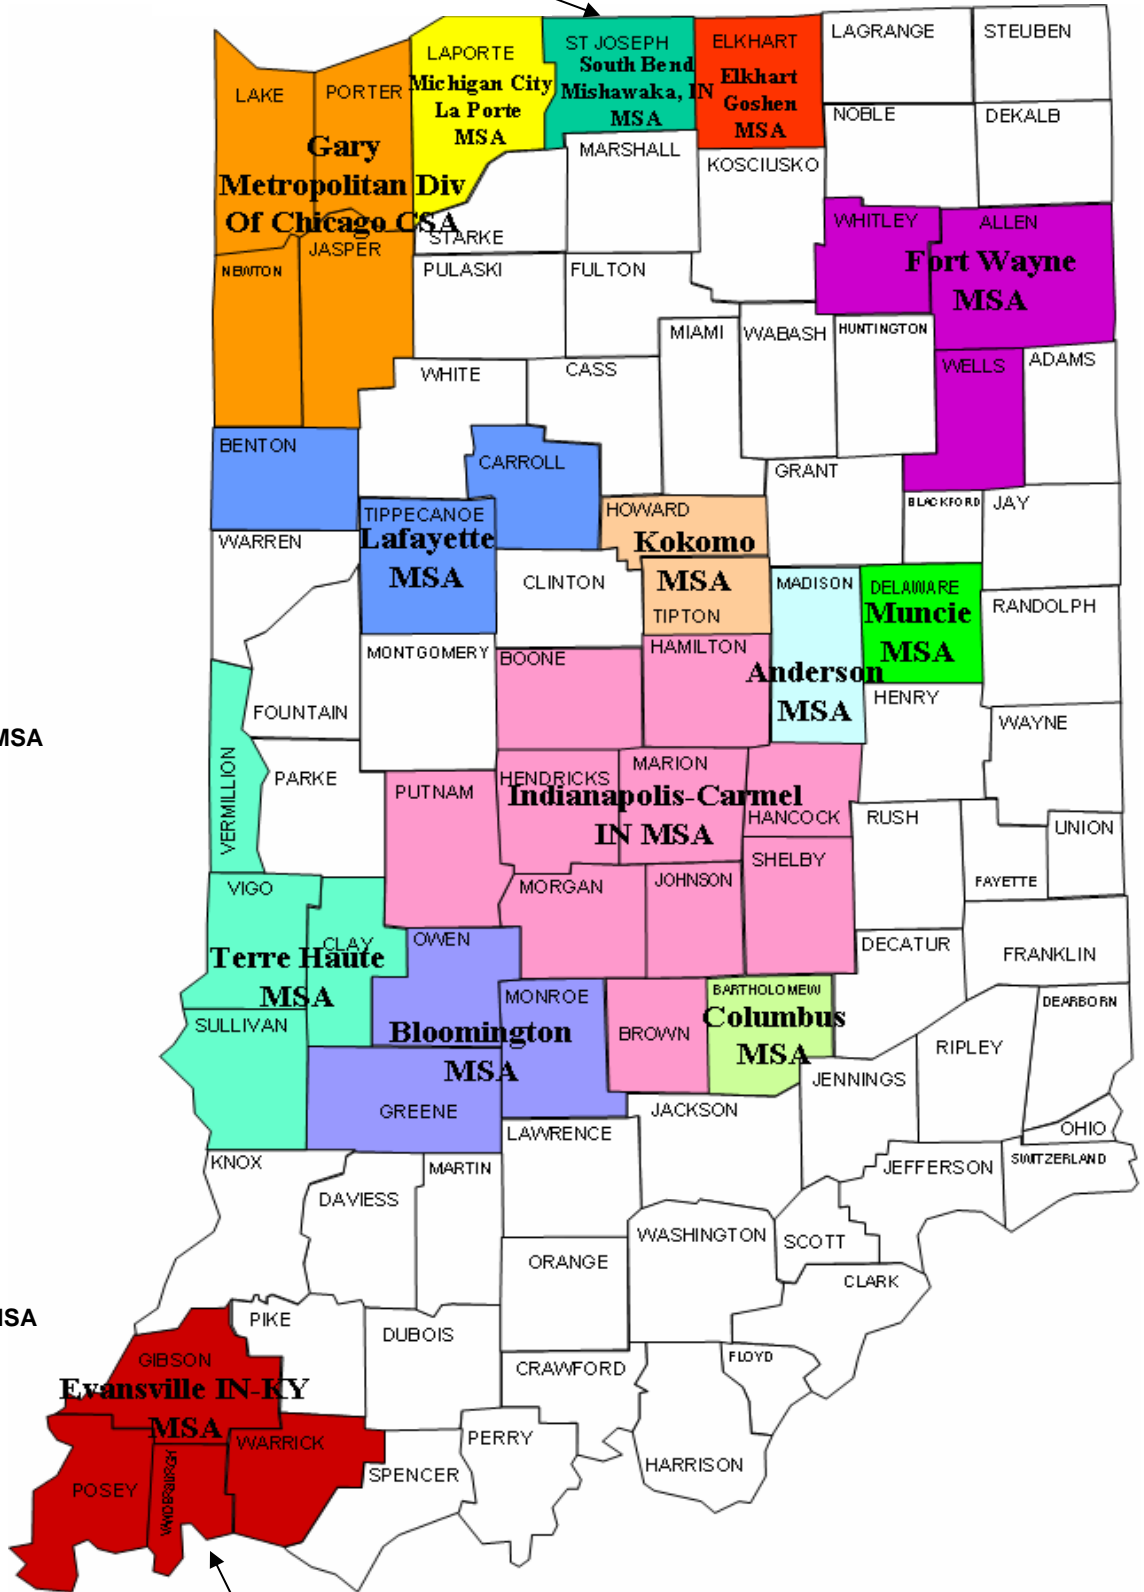 LAGRANGE
STEUBEN
LAPORTE
ST JOSEPH
ELKHART
South Bend
Mishawaka, IN
MSA
Michigan City
La Porte
MSA
Elkhart
Goshen
MSA
LAKE
PORTER
NOBLE
DEKALB
Gary
Metropolitan Div
Of Chicago CSA
MARSHALL
KOSCIUSKO
STARKE
WHITLEY
ALLEN
JASPER
NEWTON
PULASKI
FULTON
Fort Wayne
MSA
MIAMI
WABASH
HUNTINGTON
WHITE
CASS
WELLS
ADAMS
BENTON
CARROLL
GRANT
TIPPECANOE
HOWARD
BLACKFORD
JAY
Lafayette
MSA
Kokomo
MSA
WARREN
CLINTON
TIPTON
MADISON
DELAWARE
Muncie
MSA
RANDOLPH
MONTGOMERY
BOONE
HAMILTON
Anderson
MSA
HENRY
FOUNTAIN
WAYNE
MSA
VERMILLION
PARKE
PUTNAM
HENDRICKS
MARION
Indianapolis-Carmel
IN MSA
HANCOCK
RUSH
UNION
SHELBY
FAYETTE
VIGO
MORGAN
JOHNSON
CLAY
OWEN
DECATUR
FRANKLIN
Terre Haute
MSA
SULLIVAN
MONROE
BARTHOLOMEW
DEARBORN
Bloomington
MSA
BROWN
Columbus
MSA
RIPLEY
JENNINGS
GREENE
JACKSON
LAWRENCE
OHIO
KNOX
MARTIN
JEFFERSON
SWITZERLAND
DAVIESS
WASHINGTON
SCOTT
ORANGE
CLARK
MSA
PIKE
DUBOIS
GIBSON
CRAWFORD
FLOYD
Evansville IN-KY
MSA
WARRICK
PERRY
HARRISON
SPENCER
POSEY
VANDERBURGH